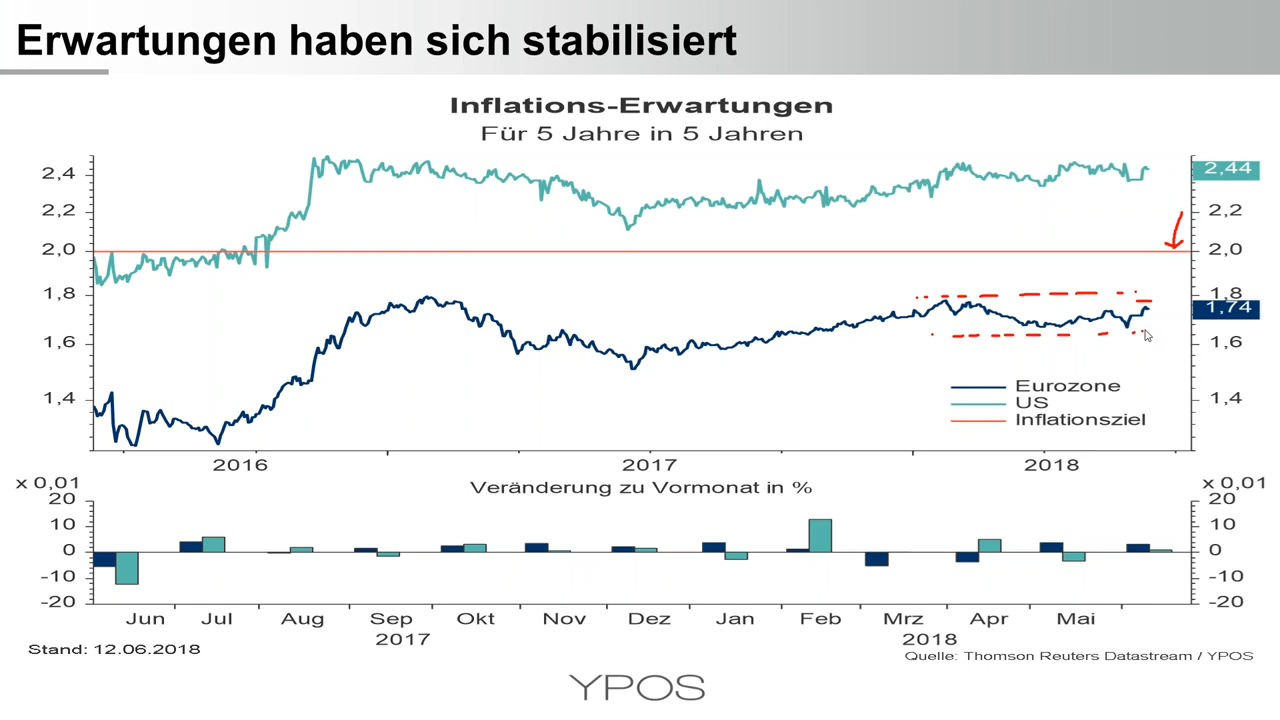 Erwartungen haben sich stabilisiert
Inflations-Erwartungen
Für 5 Jahre in 5 Jahren
2,4
2,2
2,0
1,8
1,6
1,4
2,44
2,2
2,0
1,8
1,74
1,6
1,4
Eurozone
US
Inflationsziel
2016 2017 2018
x 0,01 x 0,01
Veränderung zu Vormonat in %
20 20
10 10
0 0
-10 -10
-20 -20
Jun Jul Aug Sep Okt Nov Dez Jan Feb Mrz Apr Mai
2017 2018
Stand: 12.06.2018
Quelle: Thomson Reuters Datastream / YPOS
YPOS